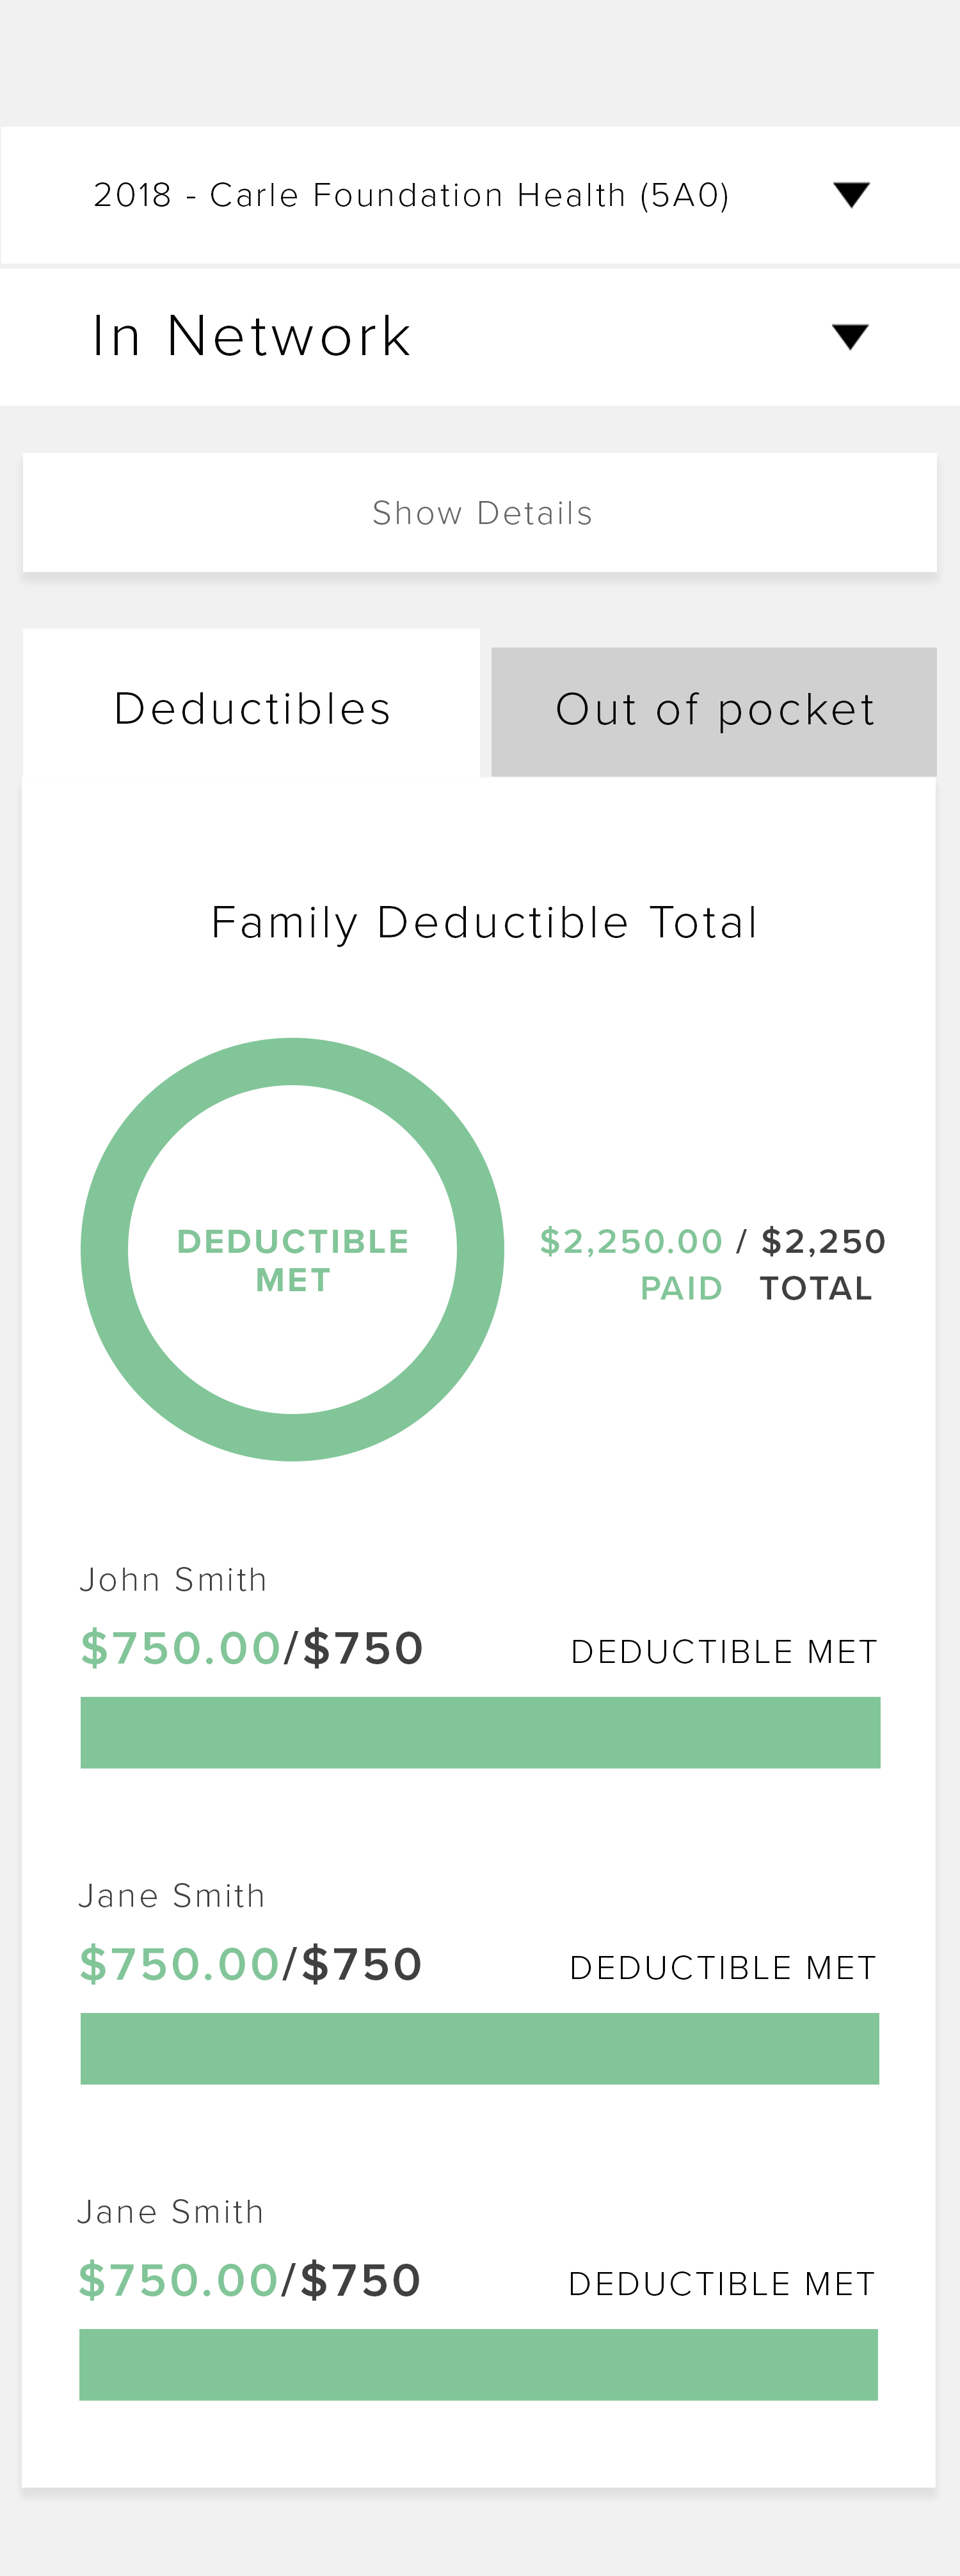 2018 - Carle Foundation Health (5A0)
In Network
Show Details
Deductibles
Out of pocket
Family Deductible Total
DEDUCTIBLE
MET
$2,250.00 / $2,250
PAID TOTAL
John Smith
$750.00/$750 DEDUCTIBLE MET
Jane Smith
$750.00/$750 DEDUCTIBLE MET
Jane Smith
$750.00/$750 DEDUCTIBLE MET